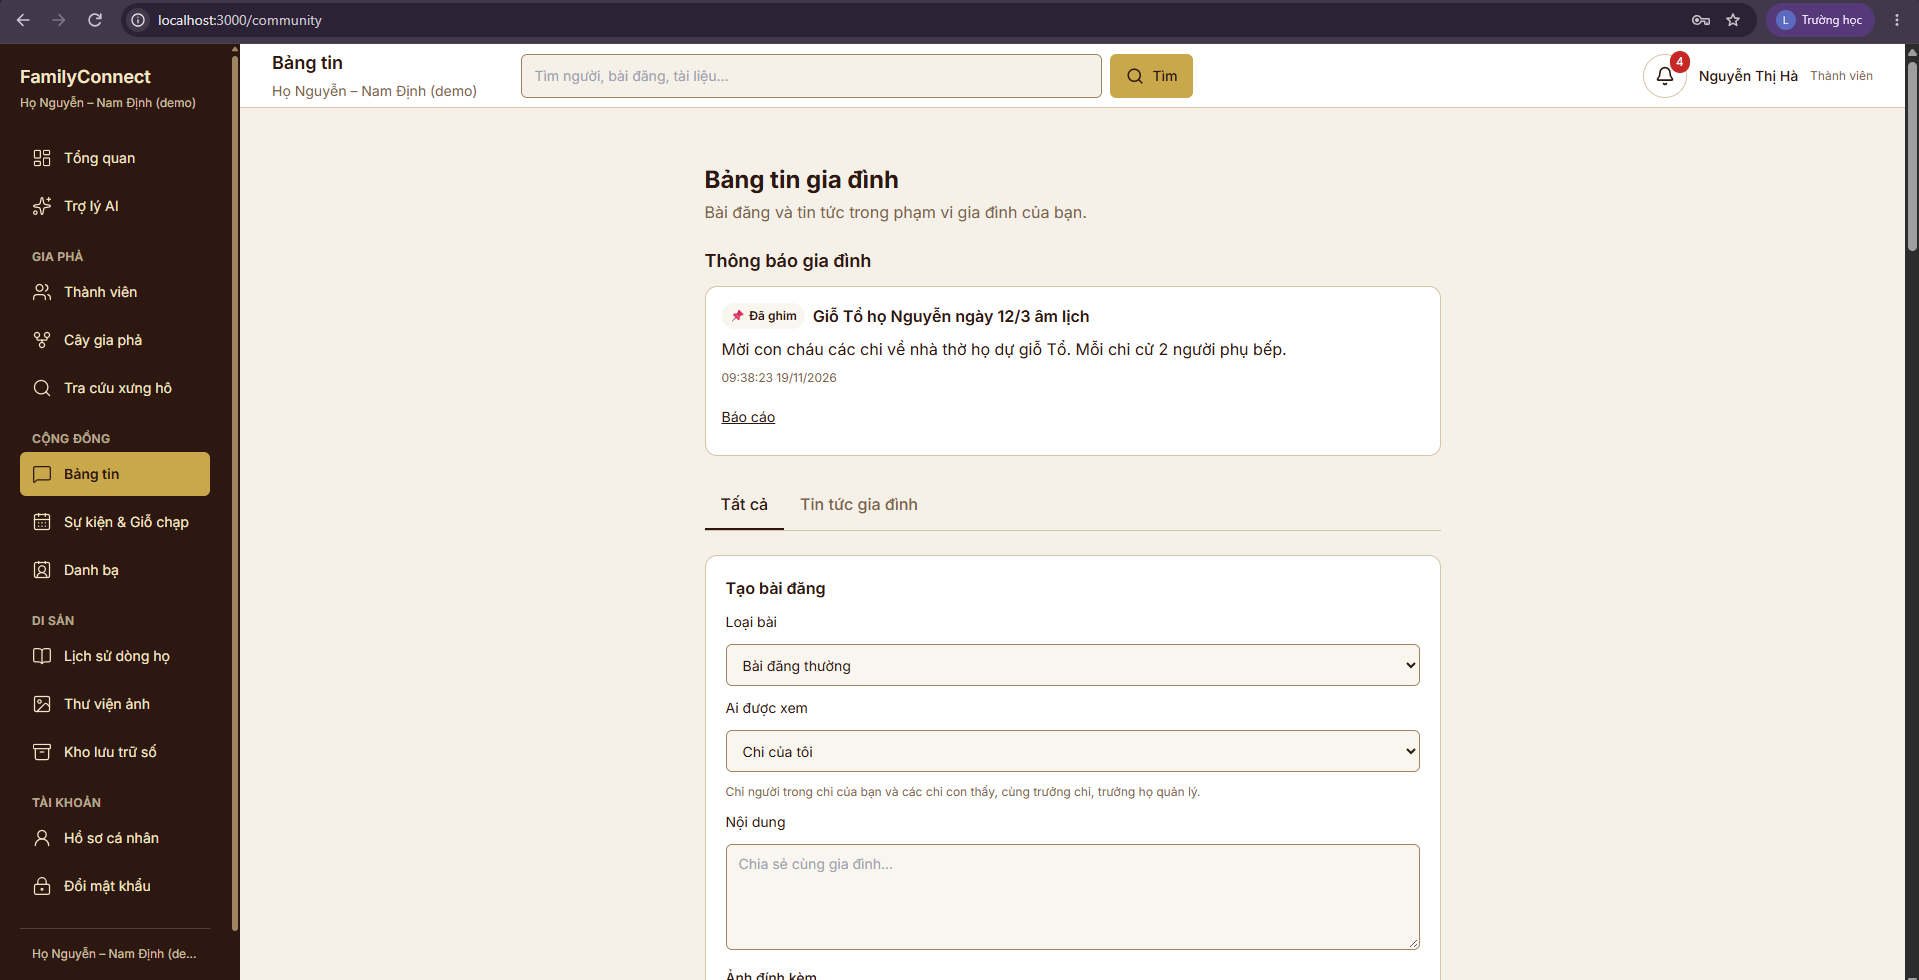 localhost:3000/community
L Trường học
FamilyConnect
Họ Nguyễn – Nam Định (demo)
Tổng quan
Trợ lý AI
GIA PHẢ
Thành viên
Cây gia phả
Tra cứu xưng hô
CỘNG ĐỒNG
Bảng tin
Sự kiện & Giỗ chạp
Danh bạ
DI SẢN
Lịch sử dòng họ
Thư viện ảnh
Kho lưu trữ số
TÀI KHOẢN
Hồ sơ cá nhân
Đổi mật khẩu
Họ Nguyễn – Nam Định (de...
Bảng tin
Họ Nguyễn – Nam Định (demo)
Tìm người, bài đăng, tài liệu...
Tìm
4
Nguyễn Thị Hà Thành viên
Bảng tin gia đình
Bài đăng và tin tức trong phạm vi gia đình của bạn.
Thông báo gia đình
Đã ghim Giỗ Tổ họ Nguyễn ngày 12/3 âm lịch
Mời con cháu các chi về nhà thờ họ dự giỗ Tổ. Mỗi chi cử 2 người phụ bếp.
09:38:23 19/11/2026
Báo cáo
Tất cả Tin tức gia đình
Tạo bài đăng
Loại bài
Bài đăng thường
Ai được xem
Chi của tôi
Chỉ người trong chi của bạn và các chi con thấy, cùng trưởng chi, trưởng họ quản lý.
Nội dung
Chia sẻ cùng gia đình...
Ảnh đính kèm